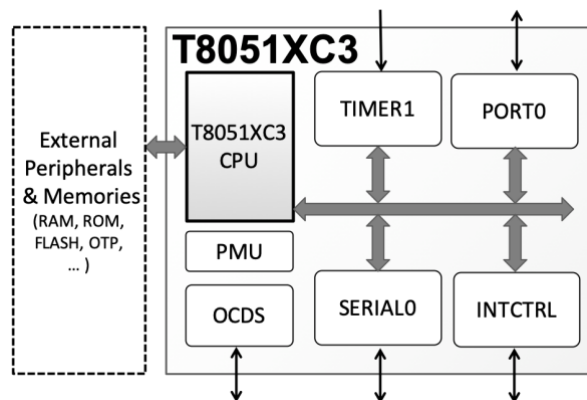 T8051XC3
External
Peripherals
& Memories
(RAM, ROM,
FLASH, OTP,
... )
T8051XC3
CPU
TIMER1
PORT0
PMU
OCDS
SERIAL0
INTCTRL